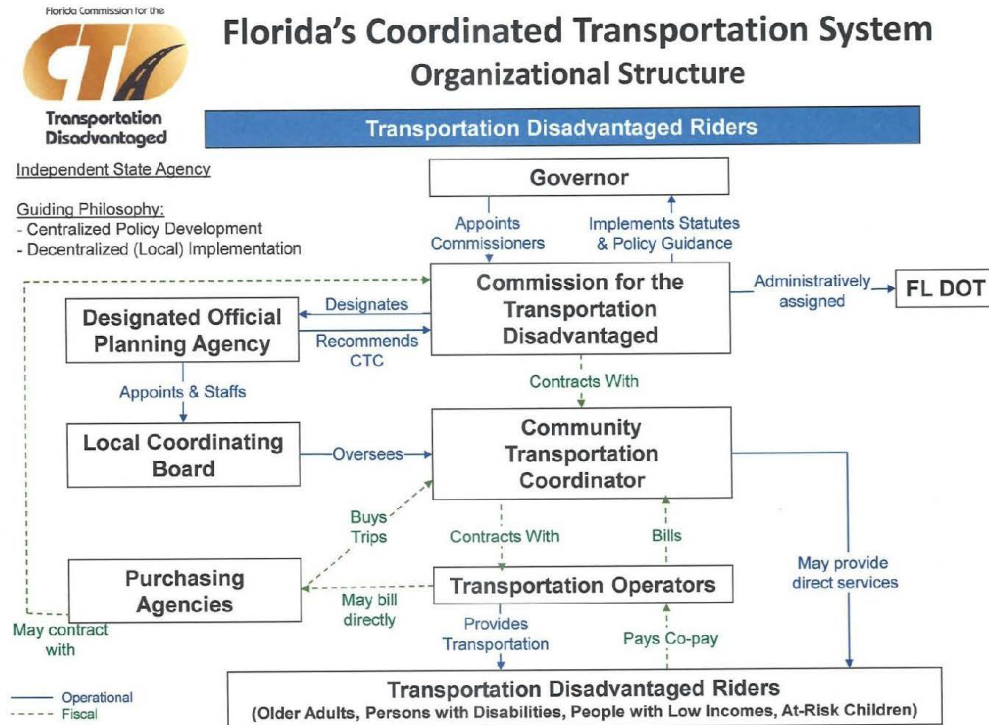 Florida Commission for the
CTD
Transportation
Disadvantaged
Florida's Coordinated Transportation System
Organizational Structure
Transportation Disadvantaged Riders
Independent State Agency
Guiding Philosophy:
- Centralized Policy Development
- Decentralized (Local) Implementation
Governor
Appoints
Commissioners
Implements Statutes
& Policy Guidance
Commission for the
Transportation
Disadvantaged
Administratively
assigned
FL DOT
Designated Official
Planning Agency
Designates
Recommends
CTC
Appoints & Staffs
Contracts With
Local Coordinating
Board
Oversees
Community
Transportation
Coordinator
Buys
Trips
Contracts With
Bills
May provide
direct services
Purchasing
Agencies
May bill
directly
Transportation Operators
May contract
with
Provides
Transportation
Pays Co-pay
Transportation Disadvantaged Riders
(Older Adults, Persons with Disabilities, People with Low Incomes, At-Risk Children)
Operational
Fiscal